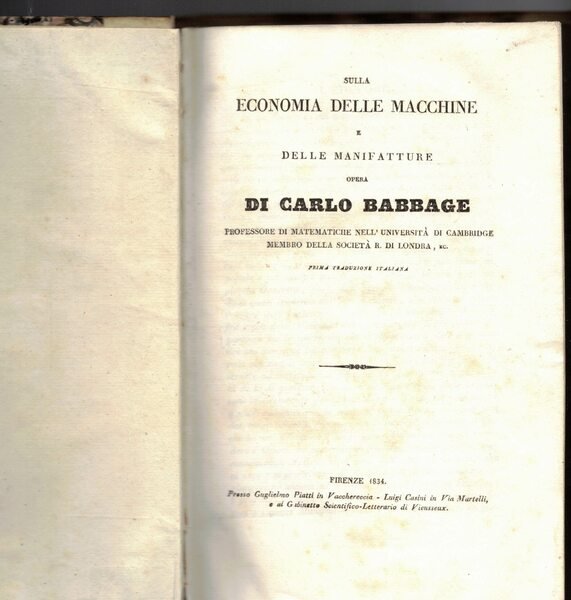 SULLA
ECONOMIA DELLE MACCHINE
E
DELLE MANIFATTURE
OPERA
DI CARLO BABBAGE
PROFESSORE DI MATEMATICHE NELL' UNIVERSITÀ DI CAMBRIDGE
MEMBRO DELLA SOCIETÀ R. DI LONDRA, EC.
PRIMA TRADUZIONE ITALIANA
FIRENZE 1834.
Presso Guglielmo Piatti in Vacchereccia - Luigi Casini in Via Martelli,
e al Gabinetto Scientifico-Letterario di Vieusseux.